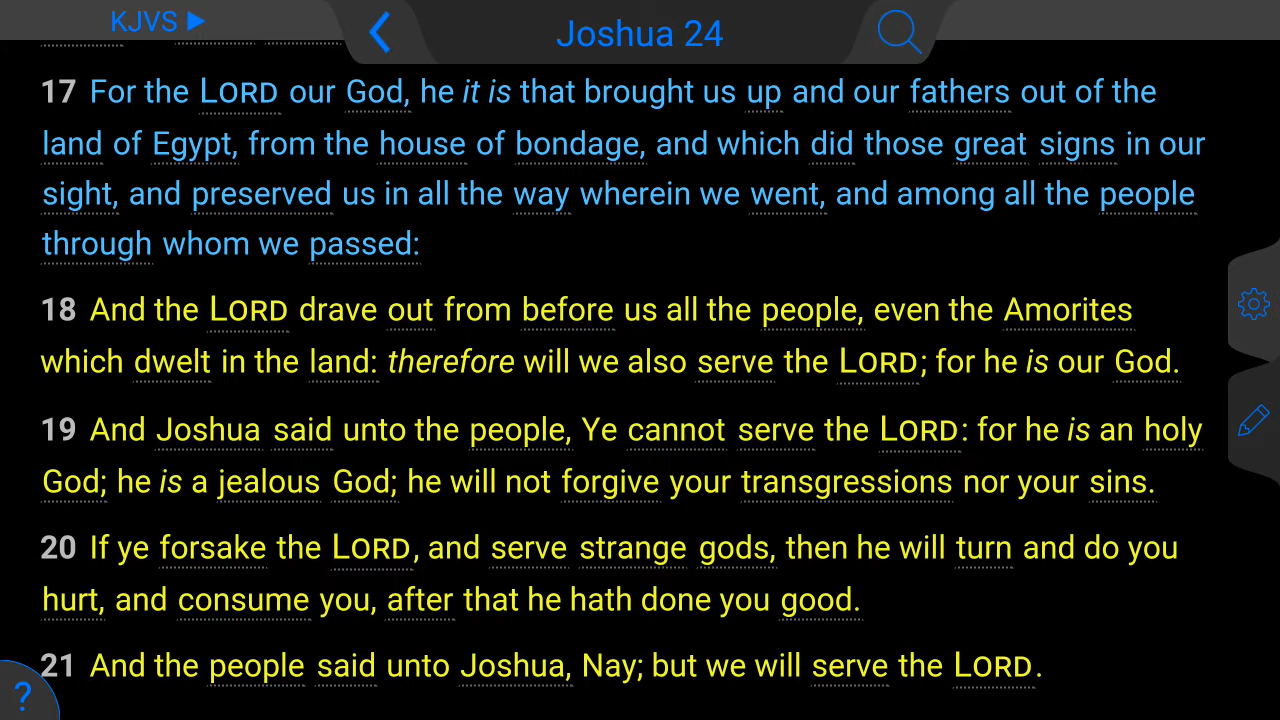 KJVS ▶
Joshua 24
17 For the LORD our God, he it is that brought us up and our fathers out of the
land of Egypt, from the house of bondage, and which did those great signs in our
sight, and preserved us in all the way wherein we went, and among all the people
through whom we passed:
18 And the LORD drave out from before us all the people, even the Amorites
which dwelt in the land: therefore will we also serve the LORD; for he is our God.
19 And Joshua said unto the people, Ye cannot serve the LORD: for he is an holy
God; he is a jealous God; he will not forgive your transgressions nor your sins.
20 If ye forsake the LORD, and serve strange gods, then he will turn and do you
hurt, and consume you, after that he hath done you good.
21 And the people said unto Joshua, Nay; but we will serve the LORD.
?